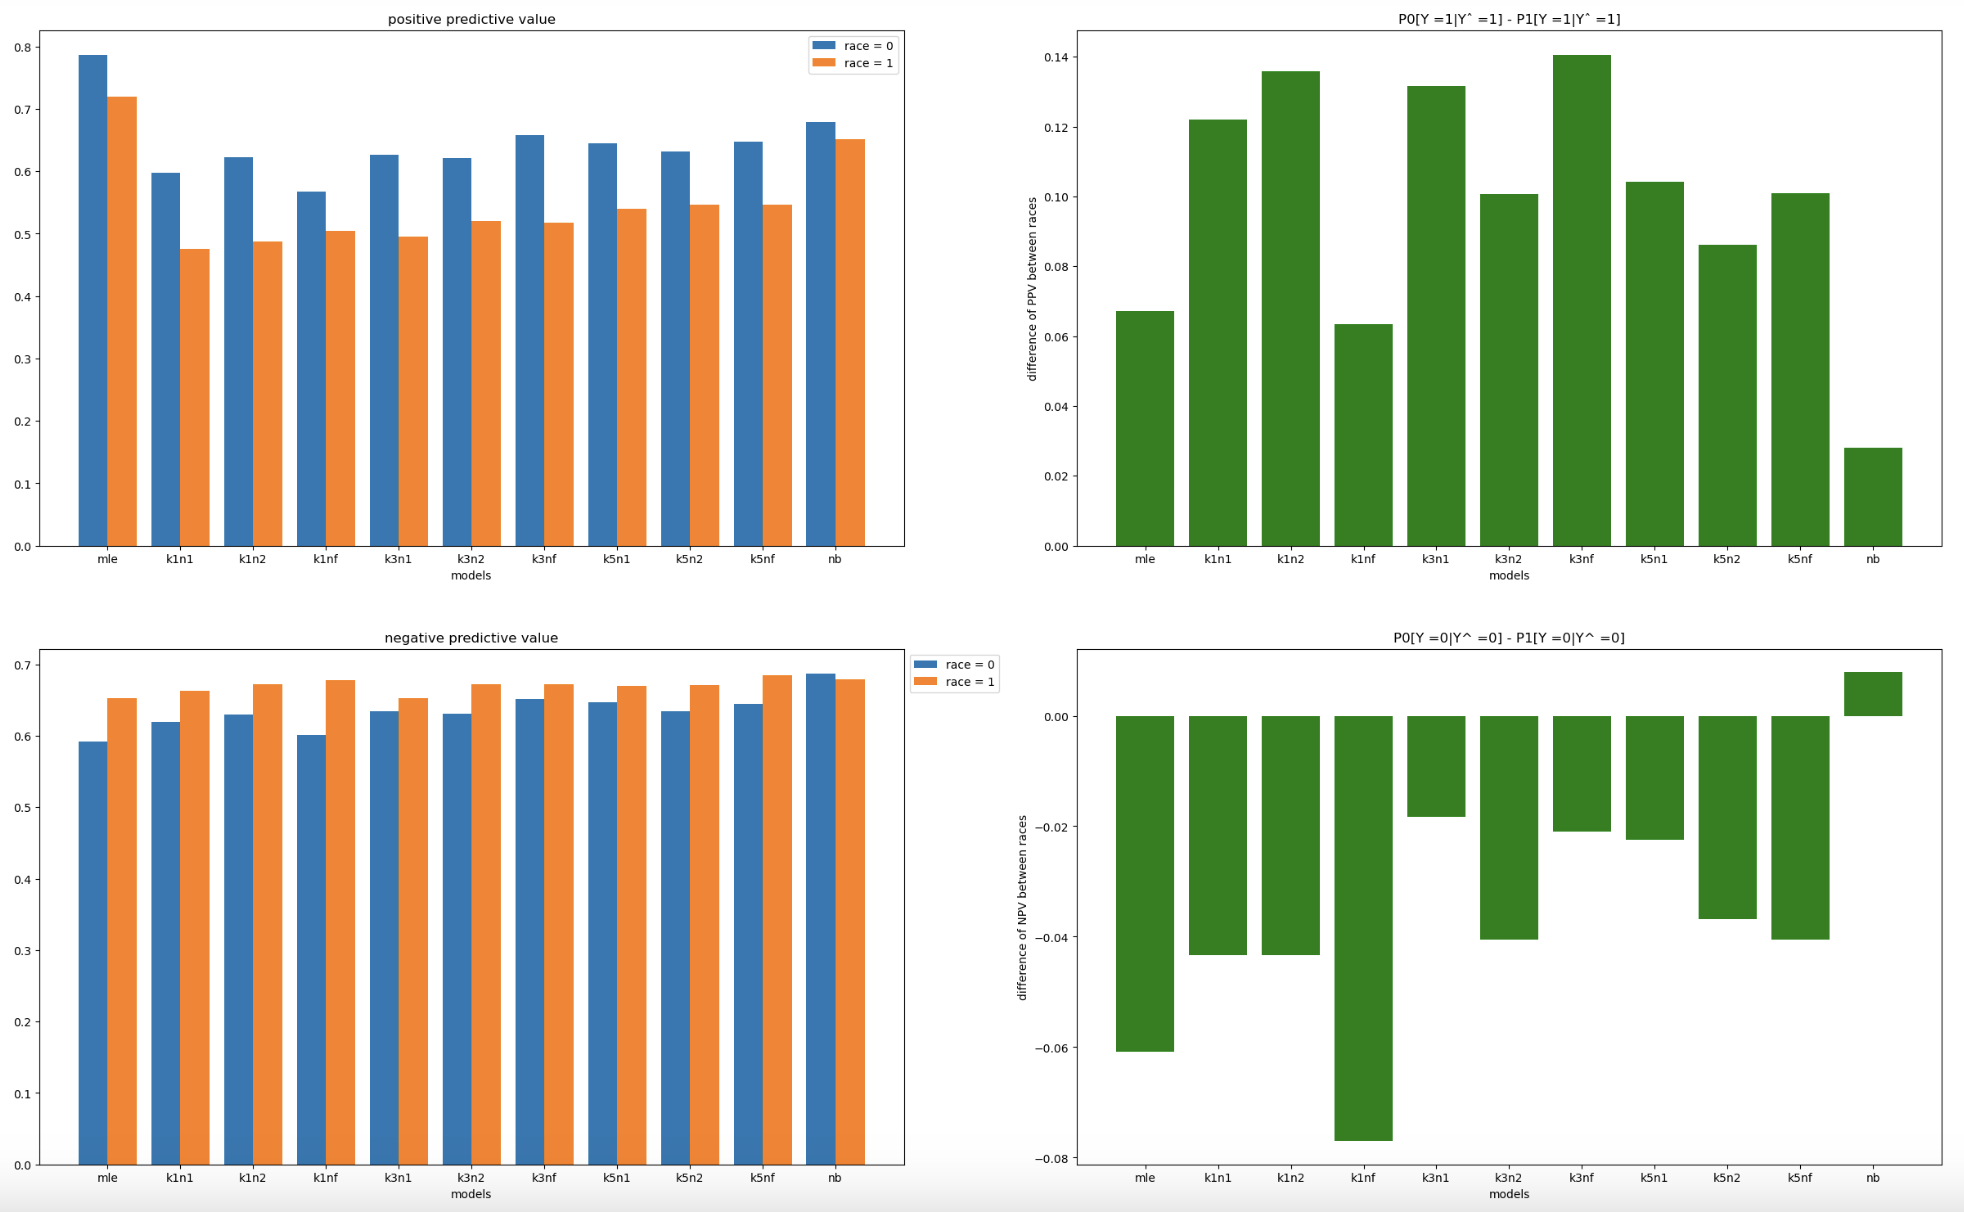 positive predictive value
0.8
0.7
0.6
0.5
0.4
0.3
0.2
0.1
0.0
race = 0
race = 1
mle k1n1 k1n2 k1nf k3n1 k3n2 k3nf k5n1 k5n2 k5nf nb
models
P0[Y =1|Yˆ =1] - P1[Y =1|Yˆ =1]
difference of PPV between races
0.14
0.12
0.10
0.08
0.06
0.04
0.02
0.00
mle k1n1 k1n2 k1nf k3n1 k3n2 k3nf k5n1 k5n2 k5nf nb
models
negative predictive value
0.7
0.6
0.5
0.4
0.3
0.2
0.1
0.0
race = 0
race = 1
mle k1n1 k1n2 k1nf k3n1 k3n2 k3nf k5n1 k5n2 k5nf nb
models
P0[Y =0|Y^ =0] - P1[Y =0|Y^ =0]
difference of NPV between races
0.00
−0.02
−0.04
−0.06
−0.08
mle k1n1 k1n2 k1nf k3n1 k3n2 k3nf k5n1 k5n2 k5nf nb
models